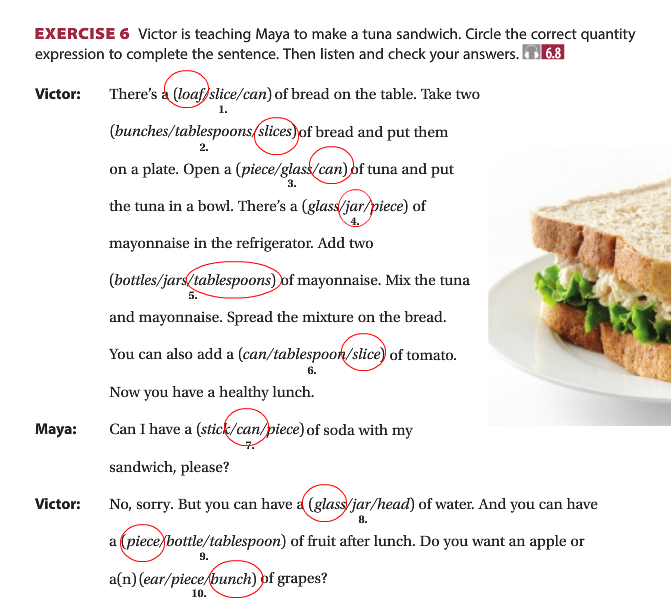 EXERCISE 6 Victor is teaching Maya to make a tuna sandwich. Circle the correct quantity
expression to complete the sentence. Then listen and check your answers. 6.8
Victor: There's a (loaf/slice/can) of bread on the table. Take two
1.
(bunches/tablespoons/slices) of bread and put them
2.
on a plate. Open a (piece/glass/can) of tuna and put
3.
the tuna in a bowl. There's a (glass/jar/piece) of
4.
mayonnaise in the refrigerator. Add two
(bottles/jars/tablespoons) of mayonnaise. Mix the tuna
5.
and mayonnaise. Spread the mixture on the bread.
You can also add a (can/tablespoon/slice) of tomato.
6.
Now you have a healthy lunch.
Maya: Can I have a (stick/can/piece) of soda with my
7.
sandwich, please?
Victor: No, sorry. But you can have a (glass/jar/head) of water. And you can have
8.
a (piece/bottle/tablespoon) of fruit after lunch. Do you want an apple or
9.
a(n) (ear/piece/bunch) of grapes?
10.